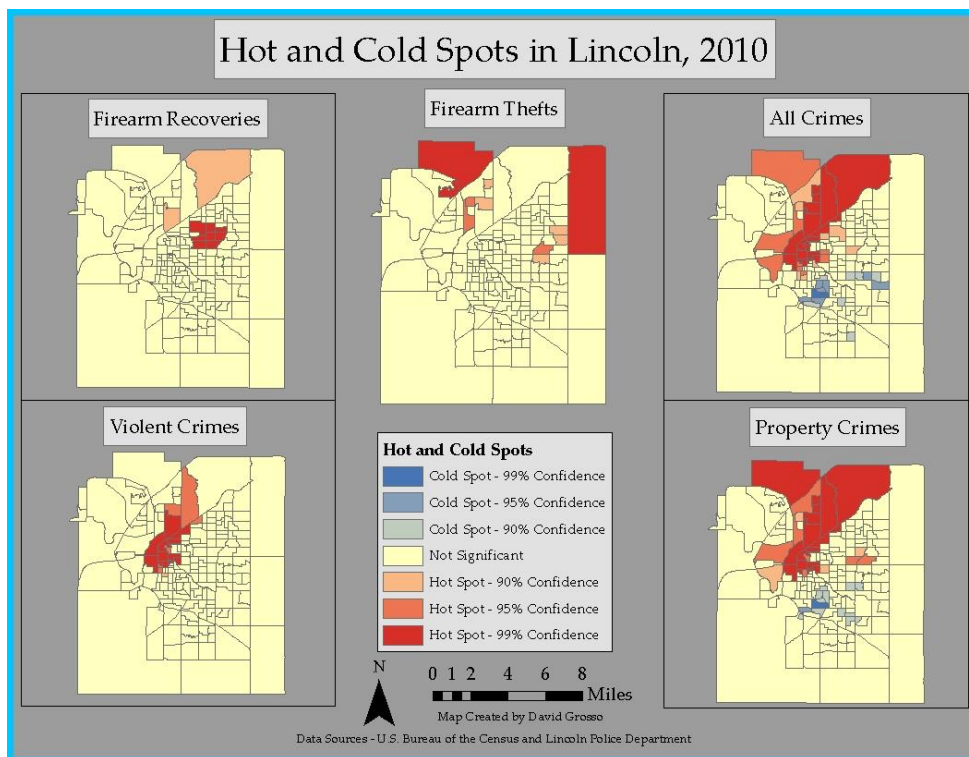 Hot and Cold Spots in Lincoln, 2010
Firearm Recoveries
Firearm Thefts
All Crimes
Violent Crimes
Property Crimes
Hot and Cold Spots
Cold Spot - 99% Confidence
Cold Spot - 95% Confidence
Cold Spot - 90% Confidence
Not Significant
Hot Spot - 90% Confidence
Hot Spot - 95% Confidence
Hot Spot - 99% Confidence
N
0 1 2 4 6 8
Miles
Map Created by David Grosso
Data Sources - U.S. Bureau of the Census and Lincoln Police Department